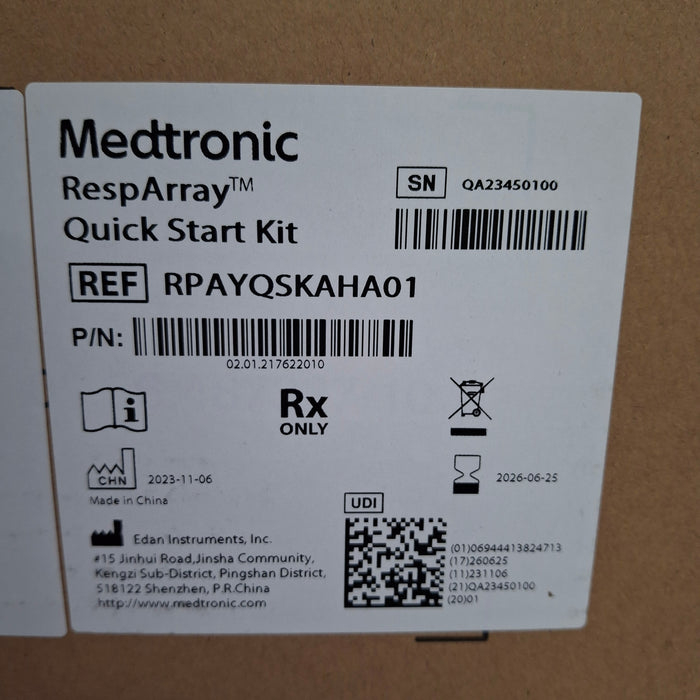 Medtronic
RespArray™
Quick Start Kit
SN QA23450100
REF RPAYQSKAHA01
P/N:
02.01.217622010
i
Rx
ONLY
CHN 2023-11-06
2026-06-25
Made in China
UDI
Edan Instruments, Inc.
#15 Jinhui Road,Jinsha Community,
Kengzi Sub-District, Pingshan District,
518122 Shenzhen, P.R.China
http://www.medtronic.com
(01)06944413824713
(17)260625
(11)231106
(21)QA23450100
(20)01